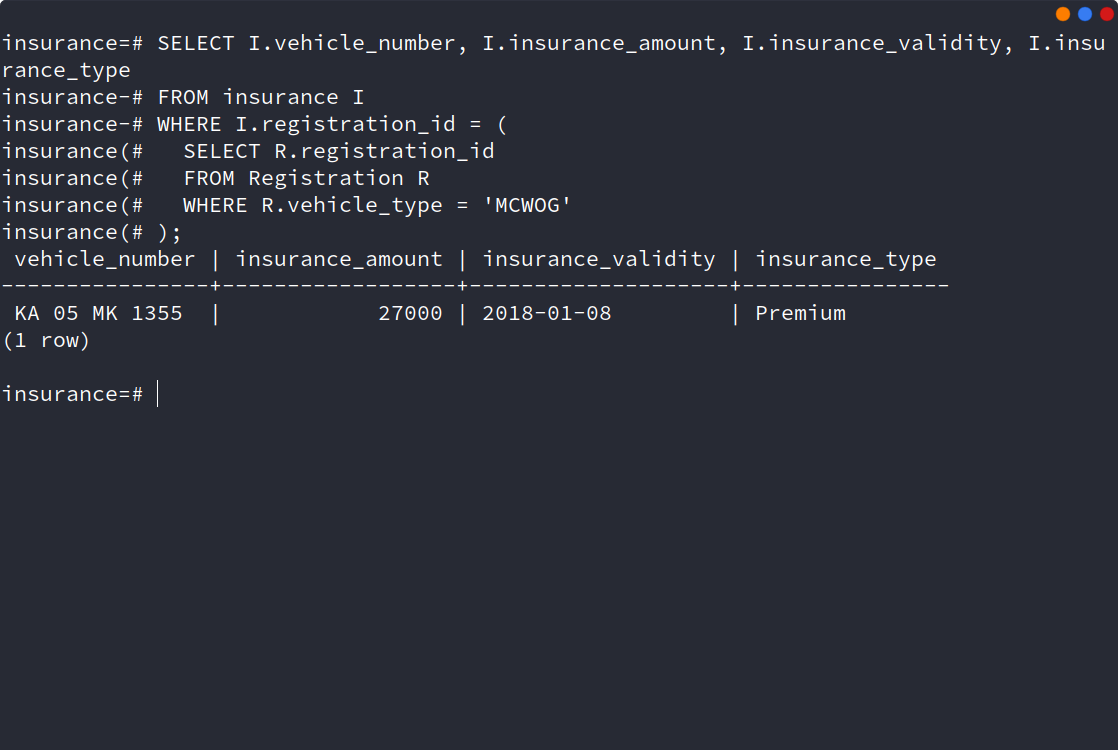 insurance=# SELECT I.vehicle_number, I.insurance_amount, I.insurance_validity, I.insu
rance_type
insurance-# FROM insurance I
insurance-# WHERE I.registration_id = (
insurance(#   SELECT R.registration_id
insurance(#   FROM Registration R
insurance(#   WHERE R.vehicle_type = 'MCWOG'
insurance(# );
 vehicle_number | insurance_amount | insurance_validity | insurance_type
----------------+------------------+--------------------+----------------
 KA 05 MK 1355  |            27000 | 2018-01-08         | Premium
(1 row)

insurance=#